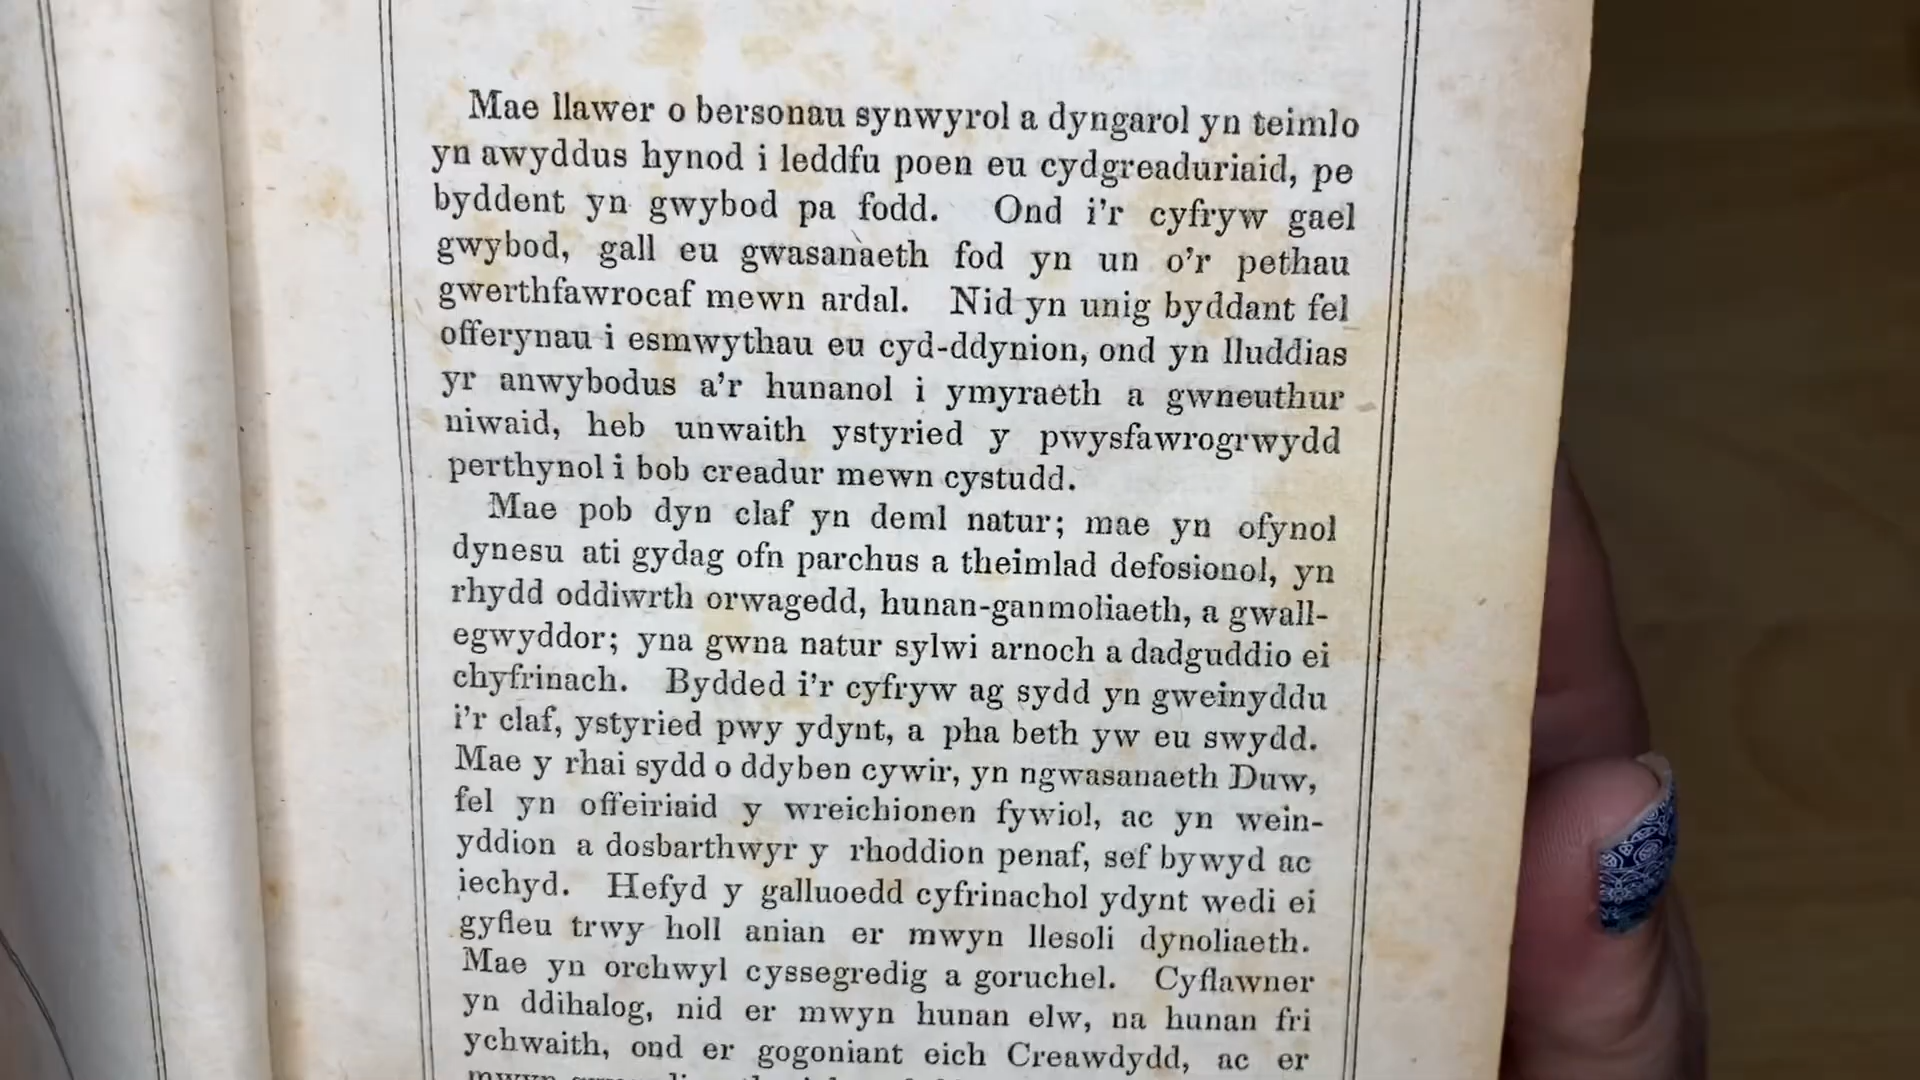 Mae llawer o bersonau synwyrol a dyngarol yn teimlo
yn awyddus hynod i leddfu poen eu cydgreaduriaid, pe
byddent yn gwybod pa fodd. Ond i'r cyfryw gael
gwybod, gall eu gwasanaeth fod yn un o'r pethau
gwerthfawrocaf mewn ardal. Nid yn unig byddant fel
offerynau i esmwythau eu cyd-ddynion, ond yn lluddias
yr anwybodus a'r hunanol i ymyraeth a gwneuthur
niwaid, heb unwaith ystyried y pwysfawrogrwydd
perthynol i bob creadur mewn cystudd.
Mae pob dyn claf yn deml natur; mae yn ofynol
dynesu ati gydag ofn parchus a theimlad defosionol, yn
rhydd oddiwrth orwagedd, hunan-ganmoliaeth, a gwall-
egwyddor; yna gwna natur sylwi arnoch a dadguddio ei
chyfrinach. Bydded i'r cyfryw ag sydd yn gweinyddu
i'r claf, ystyried pwy ydynt, a pha beth yw eu swydd.
Mae y rhai sydd o ddyben cywir, yn ngwasanaeth Duw,
fel yn offeiriaid y wreichionen fywiol, ac yn wein-
yddion a dosbarthwyr y rhoddion penaf, sef bywyd ac
iechyd. Hefyd y galluoedd cyfrinachol ydynt wedi ei
gyfleu trwy holl anian er mwyn llesoli dynoliaeth.
Mae yn orchwyl cyssegredig a goruchel. Cyflawner
yn ddihalog, nid er mwyn hunan elw, na hunan fri
ychwaith, ond er gogoniant eich Creawdydd, ac er